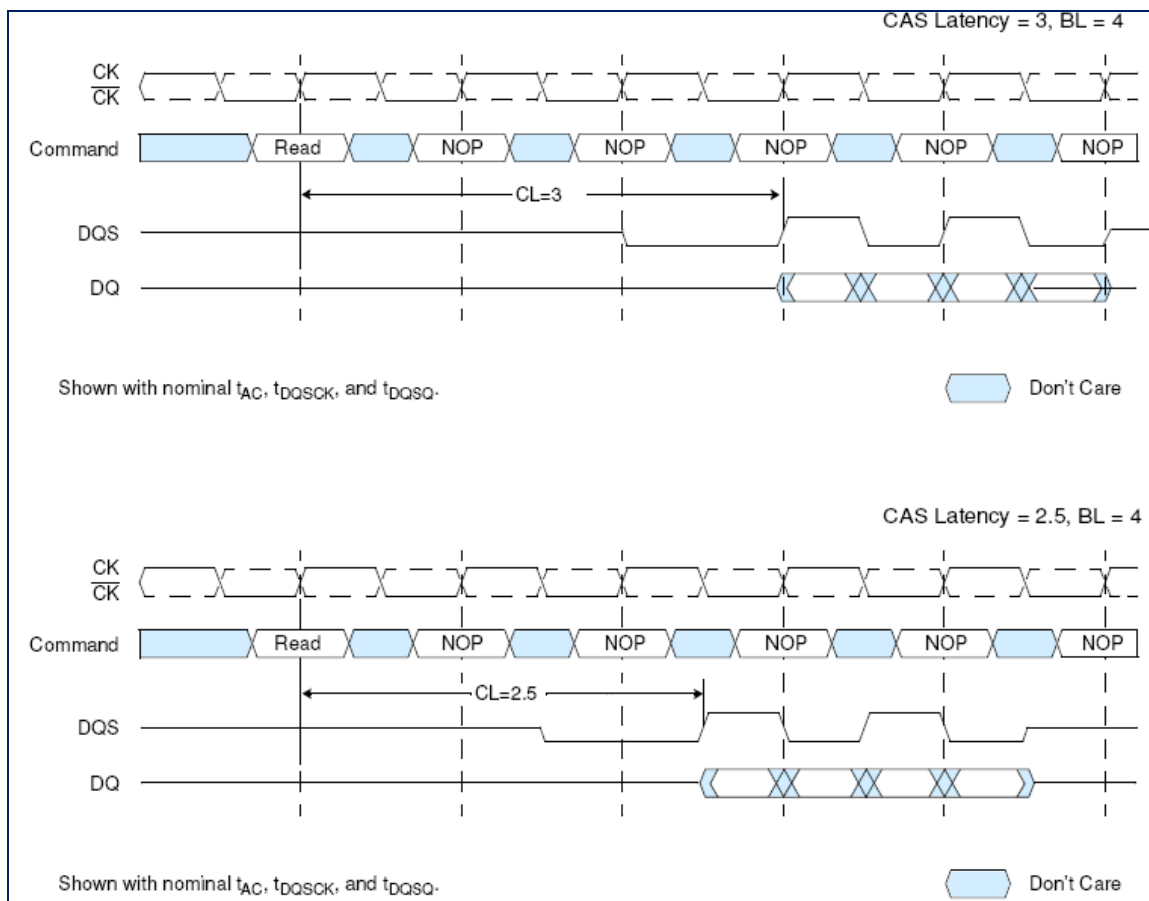 CAS Latency = 3, BL = 4
CK
CK
Command Read NOP NOP NOP NOP NOP
CL=3
DQS
DQ
Shown with nominal tAC, tDQSCK, and tDQSQ. Don't Care
CAS Latency = 2.5, BL = 4
CK
CK
Command Read NOP NOP NOP NOP NOP
CL=2.5
DQS
DQ
Shown with nominal tAC, tDQSCK, and tDQSQ. Don't Care